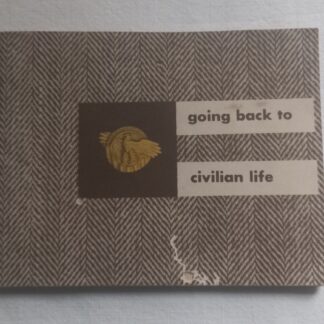 going back to
civilian life